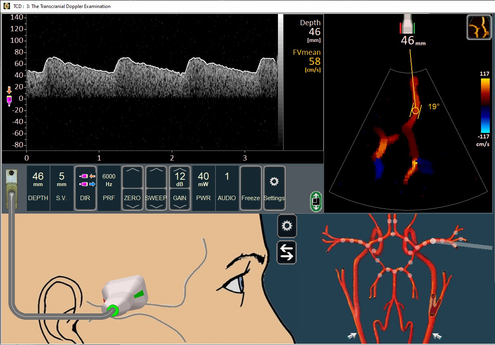 TCD : 3: The Transcranial Doppler Examination
140
120
100
80
60
40
20
0
-20
-40
-60
-80
0
1
2
3
Depth
46
[mm]
FVmean
58
(cm/s)
46 mm
19°
117
cm/s
-117
46
mm
DEPTH
5
mm
S.V.
DIR
6000
Hz
PRF
ZERO
SWEEP
12
dB
GAIN
40
mW
PWR
1
AUDIO
Freeze
Settings